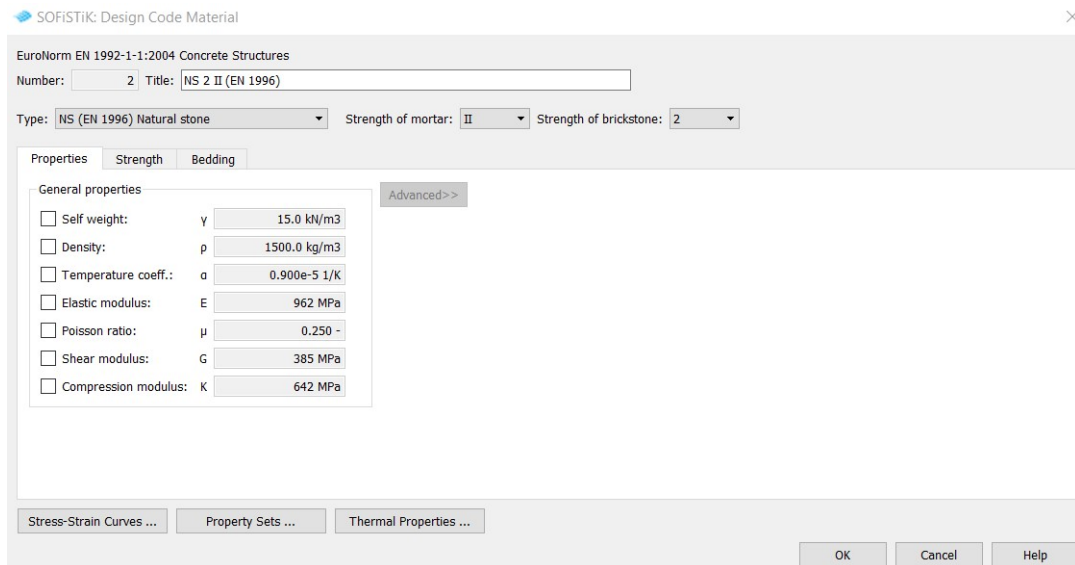 SOFiSTiK: Design Code Material
EuroNorm EN 1992-1-1:2004 Concrete Structures
Number: 2 Title: NS 2 II (EN 1996)
Type: NS (EN 1996) Natural stone Strength of mortar: II Strength of brickstone: 2
Properties Strength Bedding
General properties Advanced>>
Self weight: γ 15.0 kN/m3
Density: ρ 1500.0 kg/m3
Temperature coeff.: α 0.900e-5 1/K
Elastic modulus: E 962 MPa
Poisson ratio: μ 0.250 -
Shear modulus: G 385 MPa
Compression modulus: K 642 MPa
Stress-Strain Curves ... Property Sets ... Thermal Properties ...
OK Cancel Help